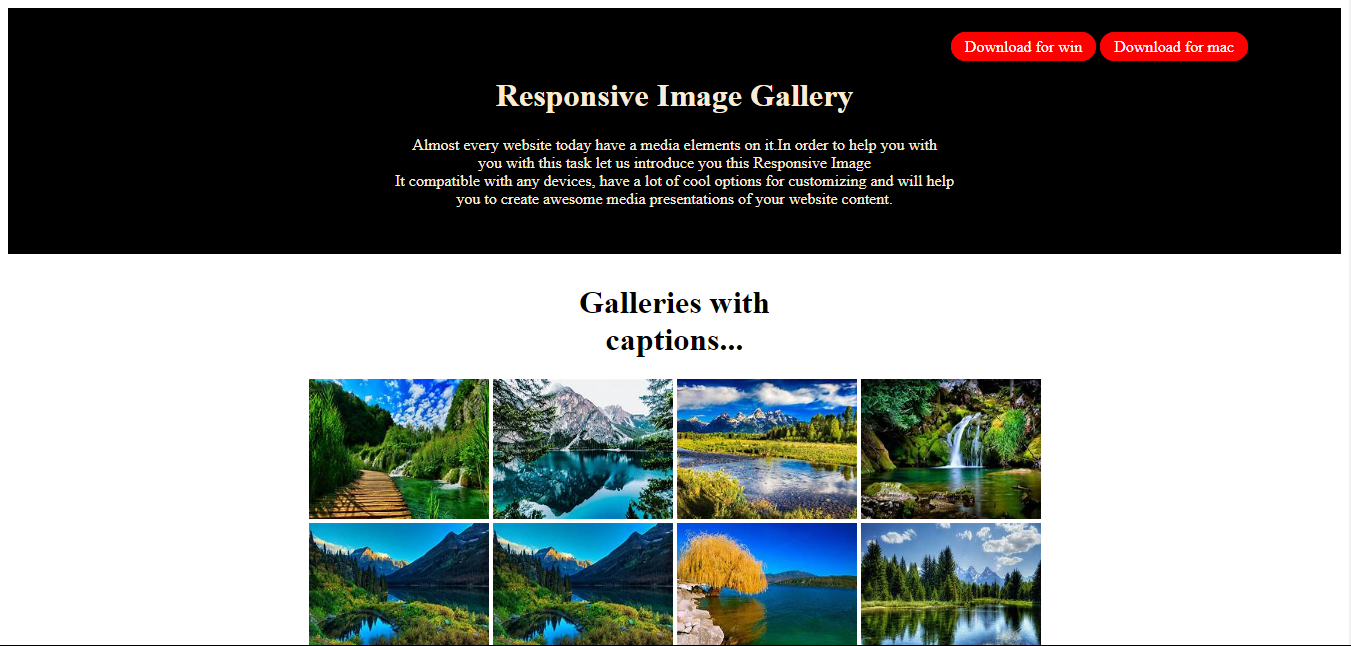 Download for win Download for mac
Responsive Image Gallery
Almost every website today have a media elements on it.In order to help you with
you with this task let us introduce you this Responsive Image
It compatible with any devices, have a lot of cool options for customizing and will help
you to create awesome media presentations of your website content.
Galleries with
captions...